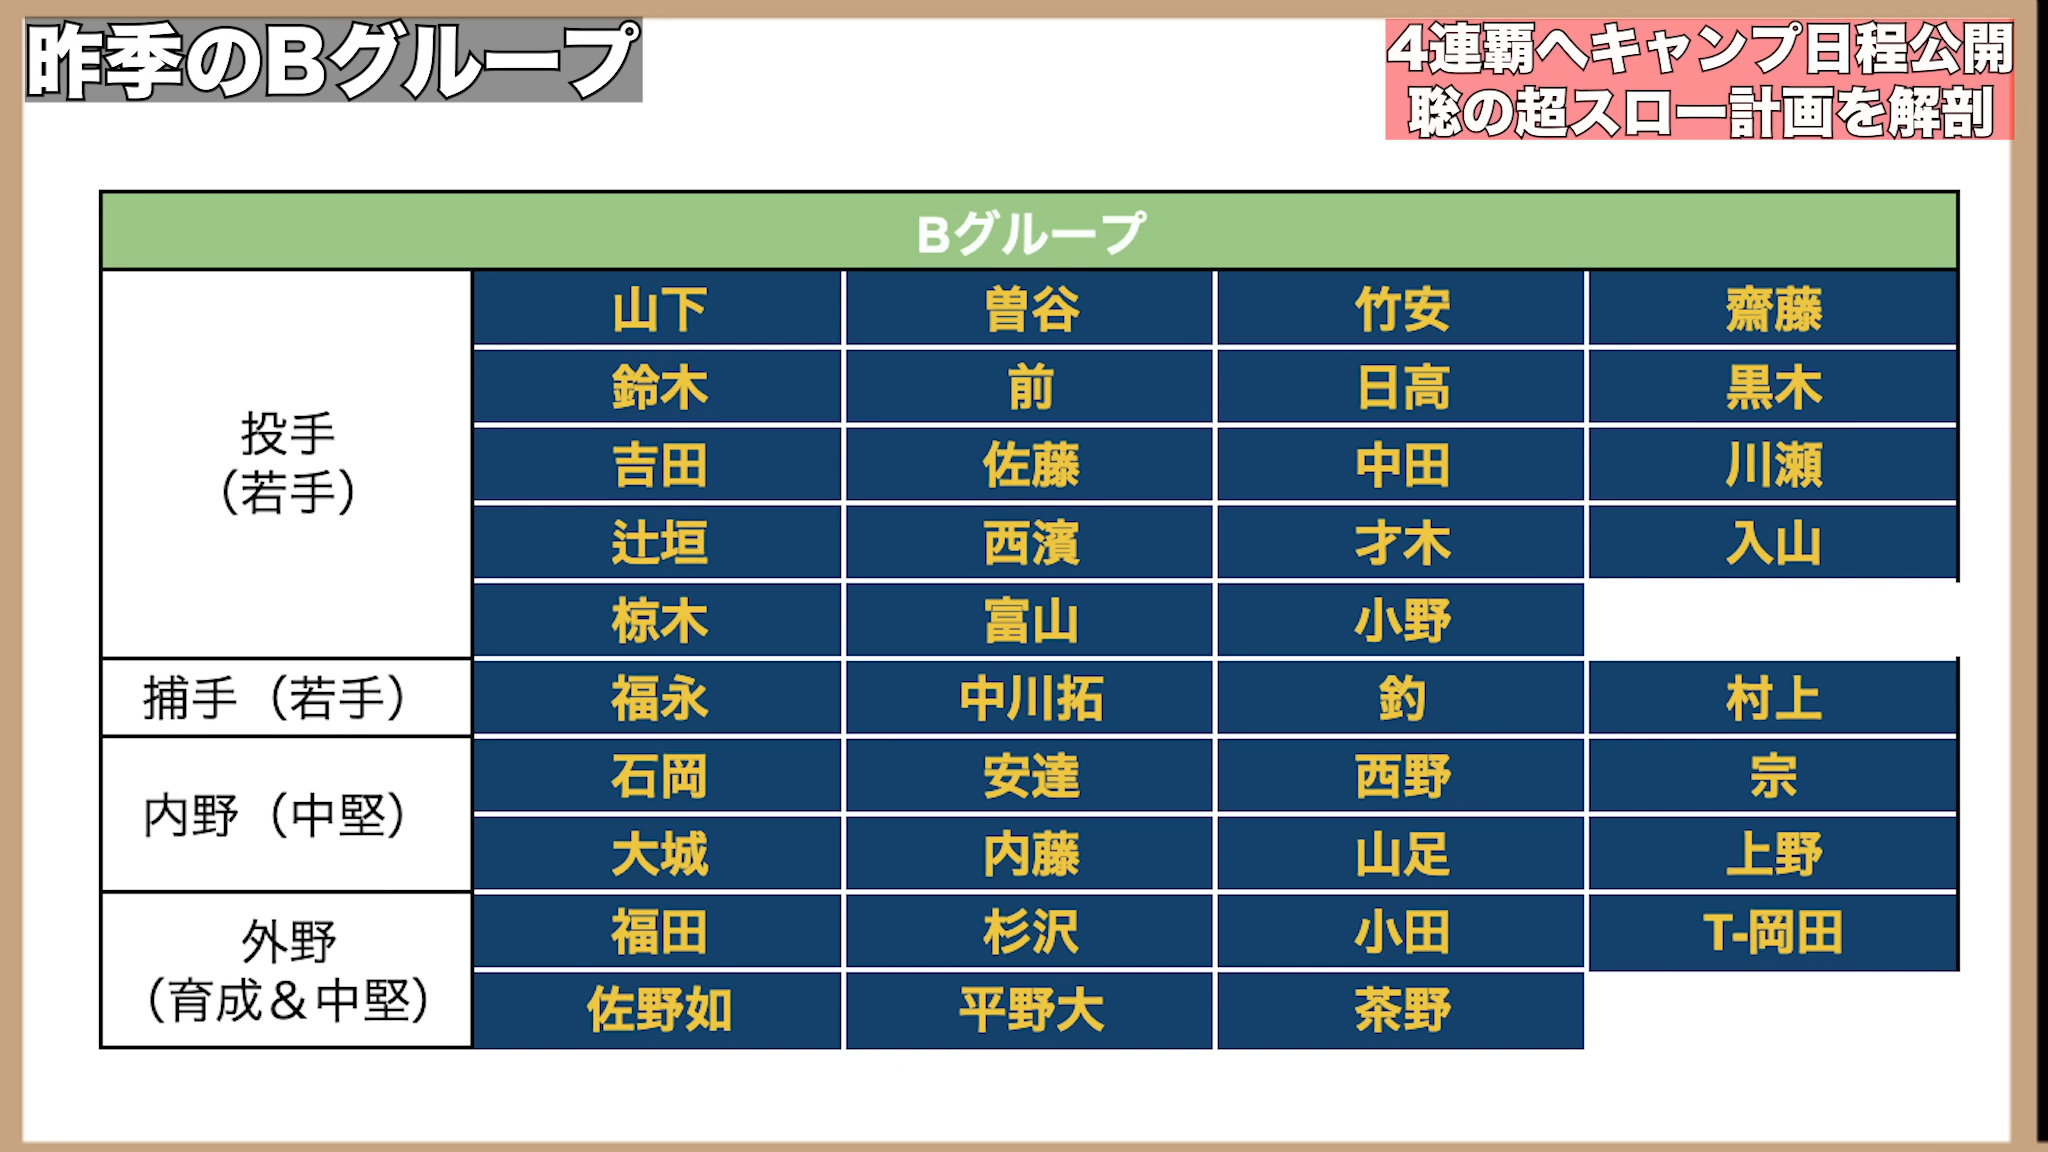 昨季のBグループ
4連覇へキャンプ日程公開
聡の超スロー計画を解剖
Bグループ
投手
（若手）
山下 曽谷 竹安 齋藤
鈴木 前 日高 黒木
吉田 佐藤 中田 川瀬
辻垣 西濱 才木 入山
椋木 富山 小野
捕手（若手） 福永 中川拓 釣 村上
内野（中堅）
石岡 安達 西野 宗
大城 内藤 山足 上野
外野
（育成＆中堅）
福田 杉沢 小田 T-岡田
佐野如 平野大 茶野